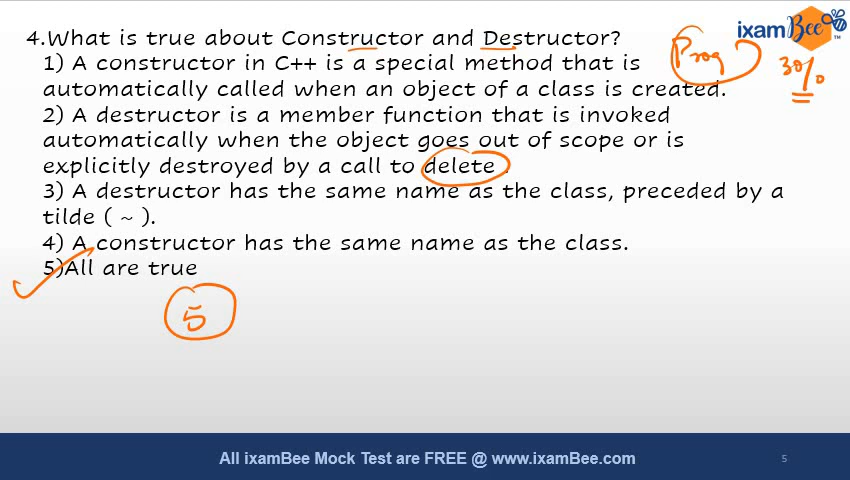 ixamBee
4.What is true about Constructor and Destructor?
Prog
30%
1) A constructor in C++ is a special method that is
automatically called when an object of a class is created.
2) A destructor is a member function that is invoked
automatically when the object goes out of scope or is
explicitly destroyed by a call to delete .
3) A destructor has the same name as the class, preceded by a
tilde ( ~ ).
4) A constructor has the same name as the class.
5)All are true
5
All ixamBee Mock Test are FREE @ www.ixamBee.com
5